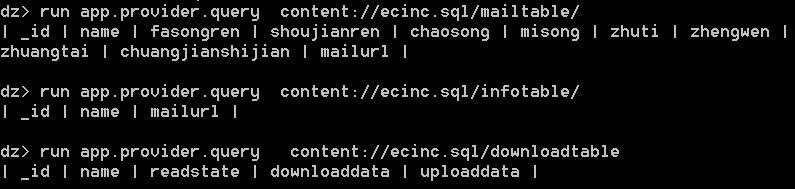 dz> run app.provider.query  content://ecinc.sql/mailtable/
| _id | name | fasongren | shoujianren | chaosong | misong | zhuti | zhengwen |
zhuangtai | chuangjianshijian | mailurl |
dz> run app.provider.query  content://ecinc.sql/infotable/
| _id | name | mailurl |
dz> run app.provider.query   content://ecinc.sql/downloadtable
| _id | name | readstate | downloaddata | uploaddata |